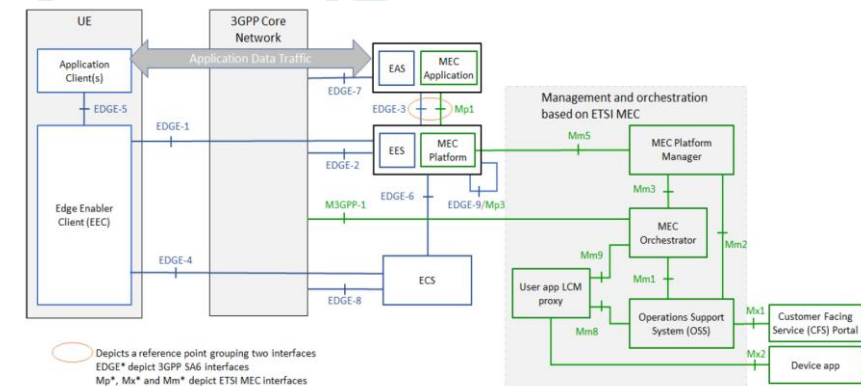 UE
3GPP Core
Network
Application Data Traffic
Application
Client(s)
EAS
MEC
Application
EDGE-7
EDGE-5
EDGE-3
Mp1
Management and orchestration
based on ETSI MEC
EDGE-1
EES
MEC
Platform
Mm5
MEC Platform
Manager
EDGE-2
Edge Enabler
Client (EEC)
EDGE-6
EDGE-9/Mp3
Mm3
M3GPP-1
MEC
Orchestrator
Mm2
EDGE-4
Mm9
ECS
User app LCM
proxy
Mm1
EDGE-8
Mm8
Operations Support
System (OSS)
Mx1
Customer Facing
Service (CFS) Portal
Mx2
Device app
Depicts a reference point grouping two interfaces
EDGE* depict 3GPP SA6 interfaces
Mp*, Mx* and Mm* depict ETSI MEC interfaces